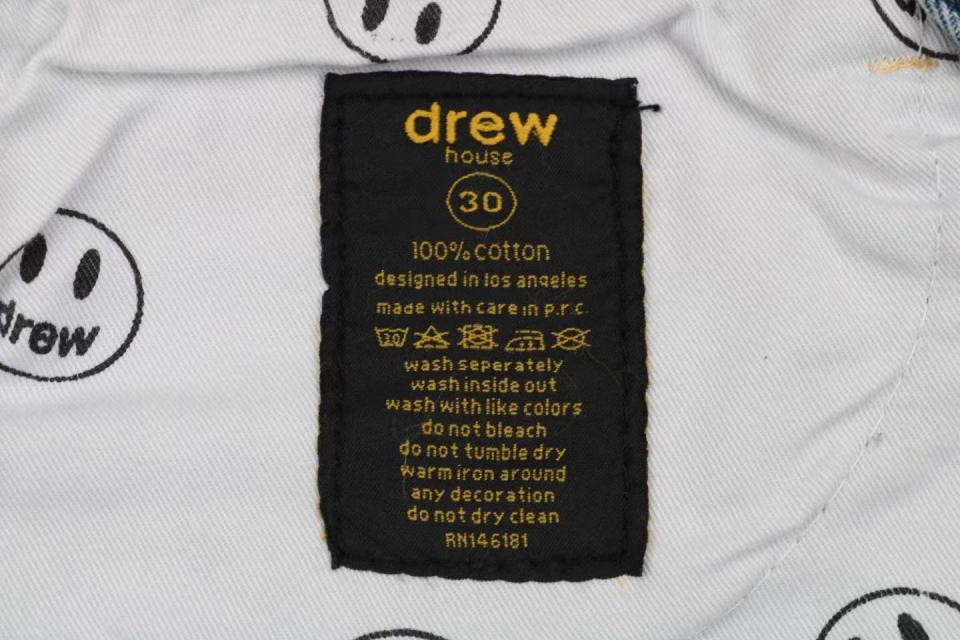 drew
house
30
100% cotton
designed in los angeles
made with care in p.r.c.
30
wash seperately
wash inside out
wash with like colors
do not bleach
do not tumble dry
warm iron around
any decoration
do not dry clean
RN146181
drew